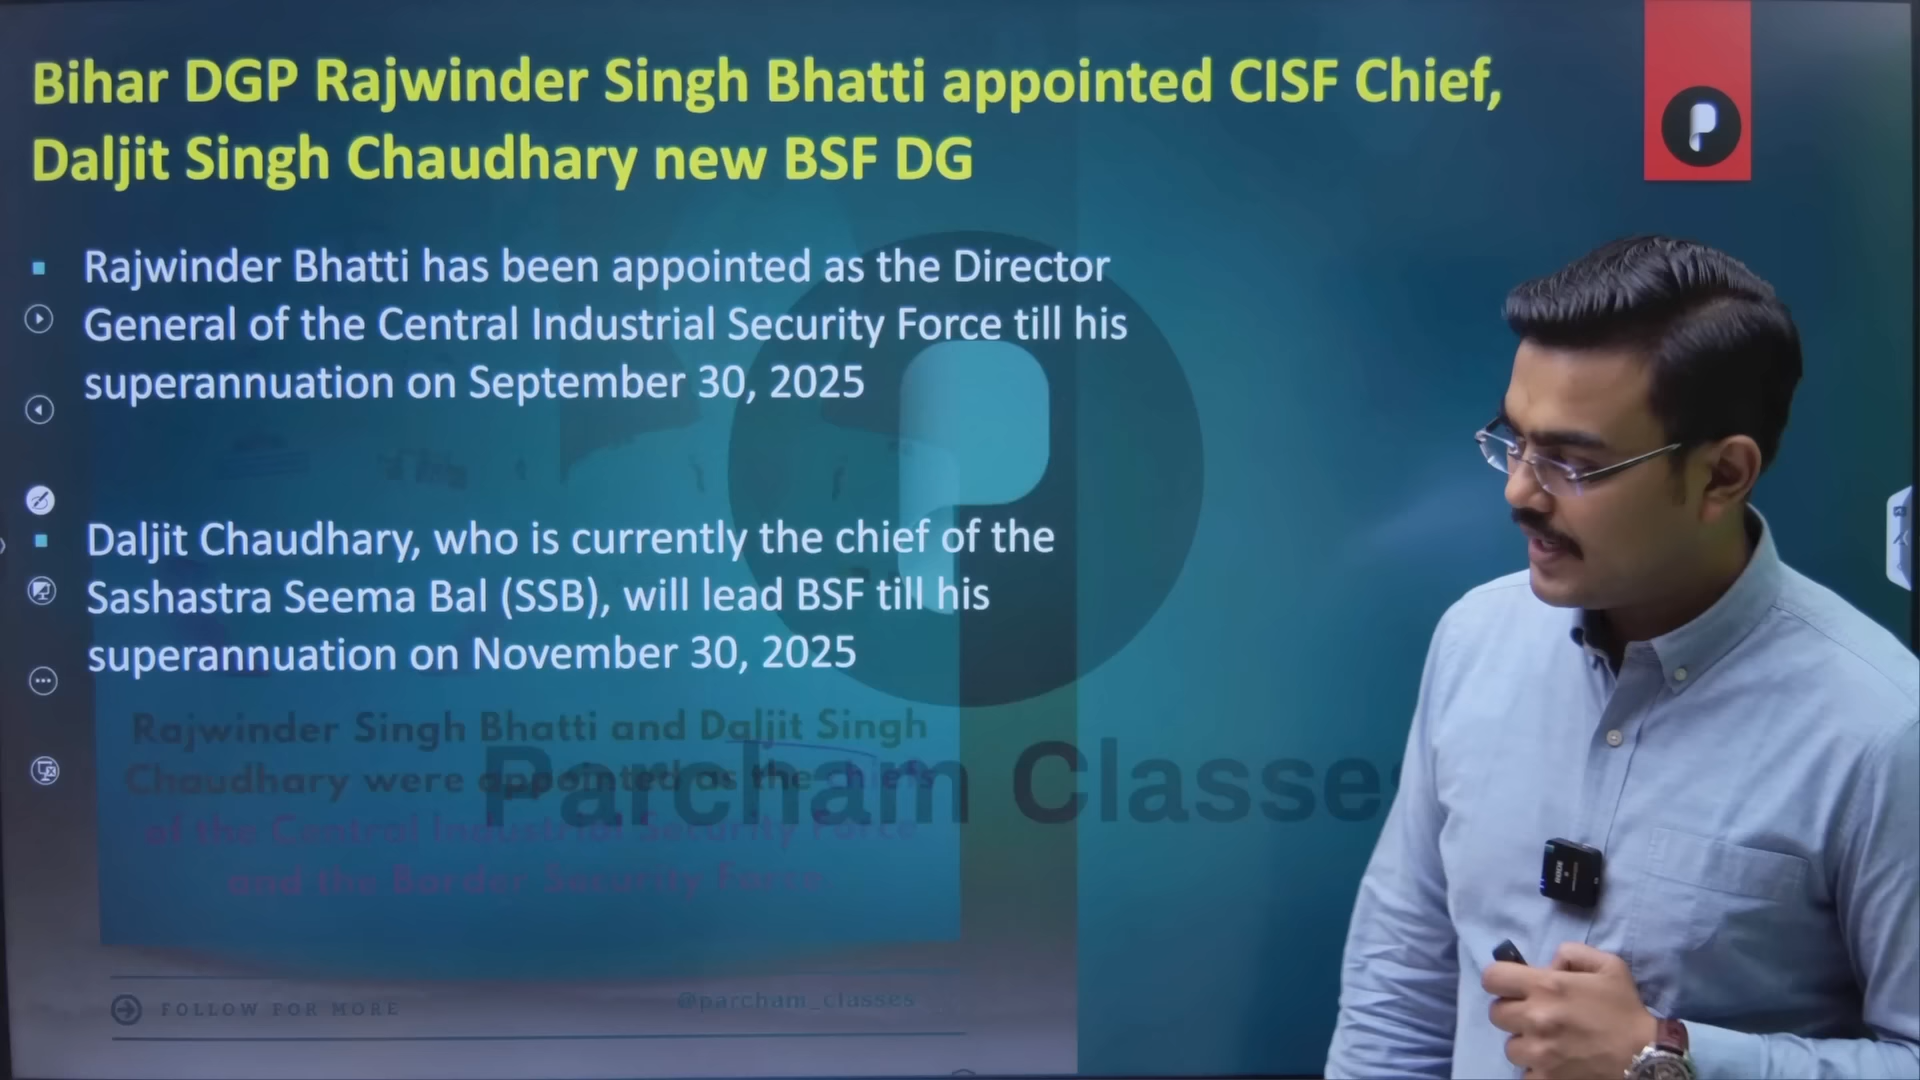 Bihar DGP Rajwinder Singh Bhatti appointed CISF Chief,
Daljit Singh Chaudhary new BSF DG
Rajwinder Bhatti has been appointed as the Director
General of the Central Industrial Security Force till his
superannuation on September 30, 2025
Daljit Chaudhary, who is currently the chief of the
Sashastra Seema Bal (SSB), will lead BSF till his
superannuation on November 30, 2025
Rajwinder Singh Bhatti and Daljit Singh
Chaudhary were appointed as the chiefs
of the Central Industrial Security Force
and the Border Security Force.
Parcham Classes
FOLLOW FOR MORE
@parcham_classes